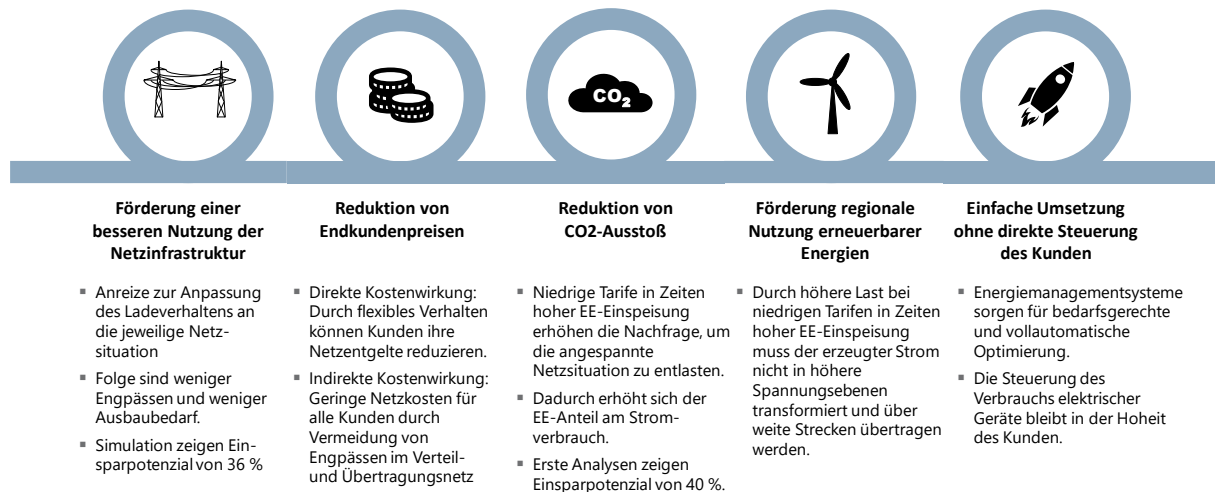 CO2
Förderung einer
besseren Nutzung der
Netzinfrastruktur
▪ Anreize zur Anpassung
des Ladeverhaltens an
die jeweilige Netz-
situation
▪ Folge sind weniger
Engpässen und weniger
Ausbaubedarf.
▪ Simulation zeigen Ein-
sparpotenzial von 36 %
Reduktion von
Endkundenpreisen
▪ Direkte Kostenwirkung:
Durch flexibles Verhalten
können Kunden ihre
Netzentgelte reduzieren.
▪ Indirekte Kostenwirkung:
Geringe Netzkosten für
alle Kunden durch
Vermeidung von
Engpässen im Verteil-
und Übertragungsnetz
Reduktion von
CO2-Ausstoß
▪ Niedrige Tarife in Zeiten
hoher EE-Einspeisung
erhöhen die Nachfrage, um
die angespannte
Netzsituation zu entlasten.
▪ Dadurch erhöht sich der
EE-Anteil am Strom-
verbrauch.
▪ Erste Analysen zeigen
Einsparpotenzial von 40 %.
Förderung regionale
Nutzung erneuerbarer
Energien
▪ Durch höhere Last bei
niedrigen Tarifen in Zeiten
hoher EE-Einspeisung
muss der erzeugter Strom
nicht in höhere
Spannungsebenen
transformiert und über
weite Strecken übertragen
werden.
Einfache Umsetzung
ohne direkte Steuerung
des Kunden
▪ Energiemanagementsysteme
sorgen für bedarfsgerechte
und vollautomatische
Optimierung.
▪ Die Steuerung des
Verbrauchs elektrischer
Geräte bleibt in der Hoheit
des Kunden.